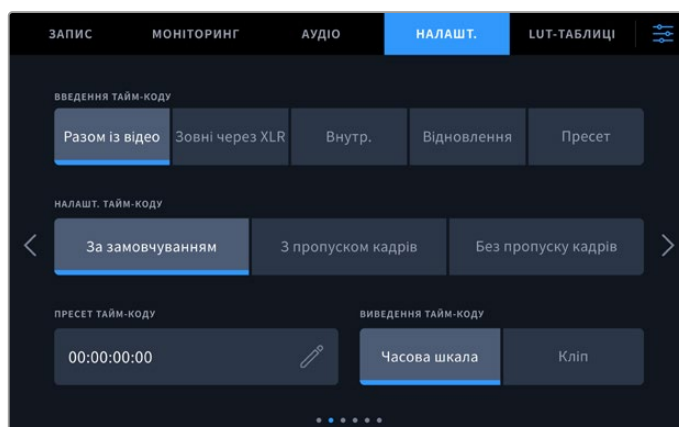 ЗАПИС МОНІТОРИНГ АУДІО НАЛАШТ. LUT-ТАБЛИЦІ
ВВЕДЕННЯ ТАЙМ-КОДУ
Разом із відео Зовні через XLR Внутр. Відновлення Пресет
НАЛАШТ. ТАЙМ-КОДУ
За замовчуванням З пропуском кадрів Без пропуску кадрів
ПРЕСЕТ ТАЙМ-КОДУ ВИВЕДЕННЯ ТАЙМ-КОДУ
00:00:00:00 Часова шкала Кліп